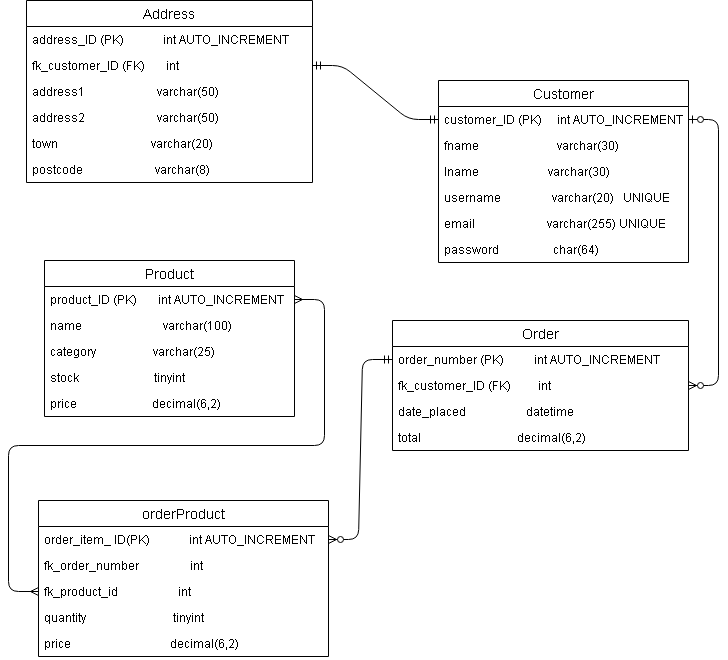 Address
address_ID (PK) int AUTO_INCREMENT
fk_customer_ID (FK) int
address1 varchar(50)
address2 varchar(50)
town varchar(20)
postcode varchar(8)
Customer
customer_ID (PK) int AUTO_INCREMENT
fname varchar(30)
lname varchar(30)
username varchar(20) UNIQUE
email varchar(255) UNIQUE
password char(64)
Product
product_ID (PK) int AUTO_INCREMENT
name varchar(100)
category varchar(25)
stock tinyint
price decimal(6,2)
Order
order_number (PK) int AUTO_INCREMENT
fk_customer_ID (FK) int
date_placed datetime
total decimal(6,2)
orderProduct
order_item_ ID(PK) int AUTO_INCREMENT
fk_order_number int
fk_product_id int
quantity tinyint
price decimal(6,2)